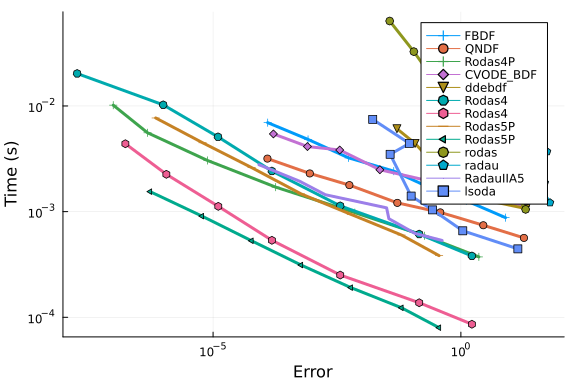 FBDF
QNDF
Rodas4P
CVODE_BDF
ddebdf
Rodas4
Rodas4
Rodas5P
Rodas5P
rodas
radau
RadauIIA5
lsoda
Time (s)
10⁻²
10⁻³
10⁻⁴
10⁻⁵
10⁰
Error